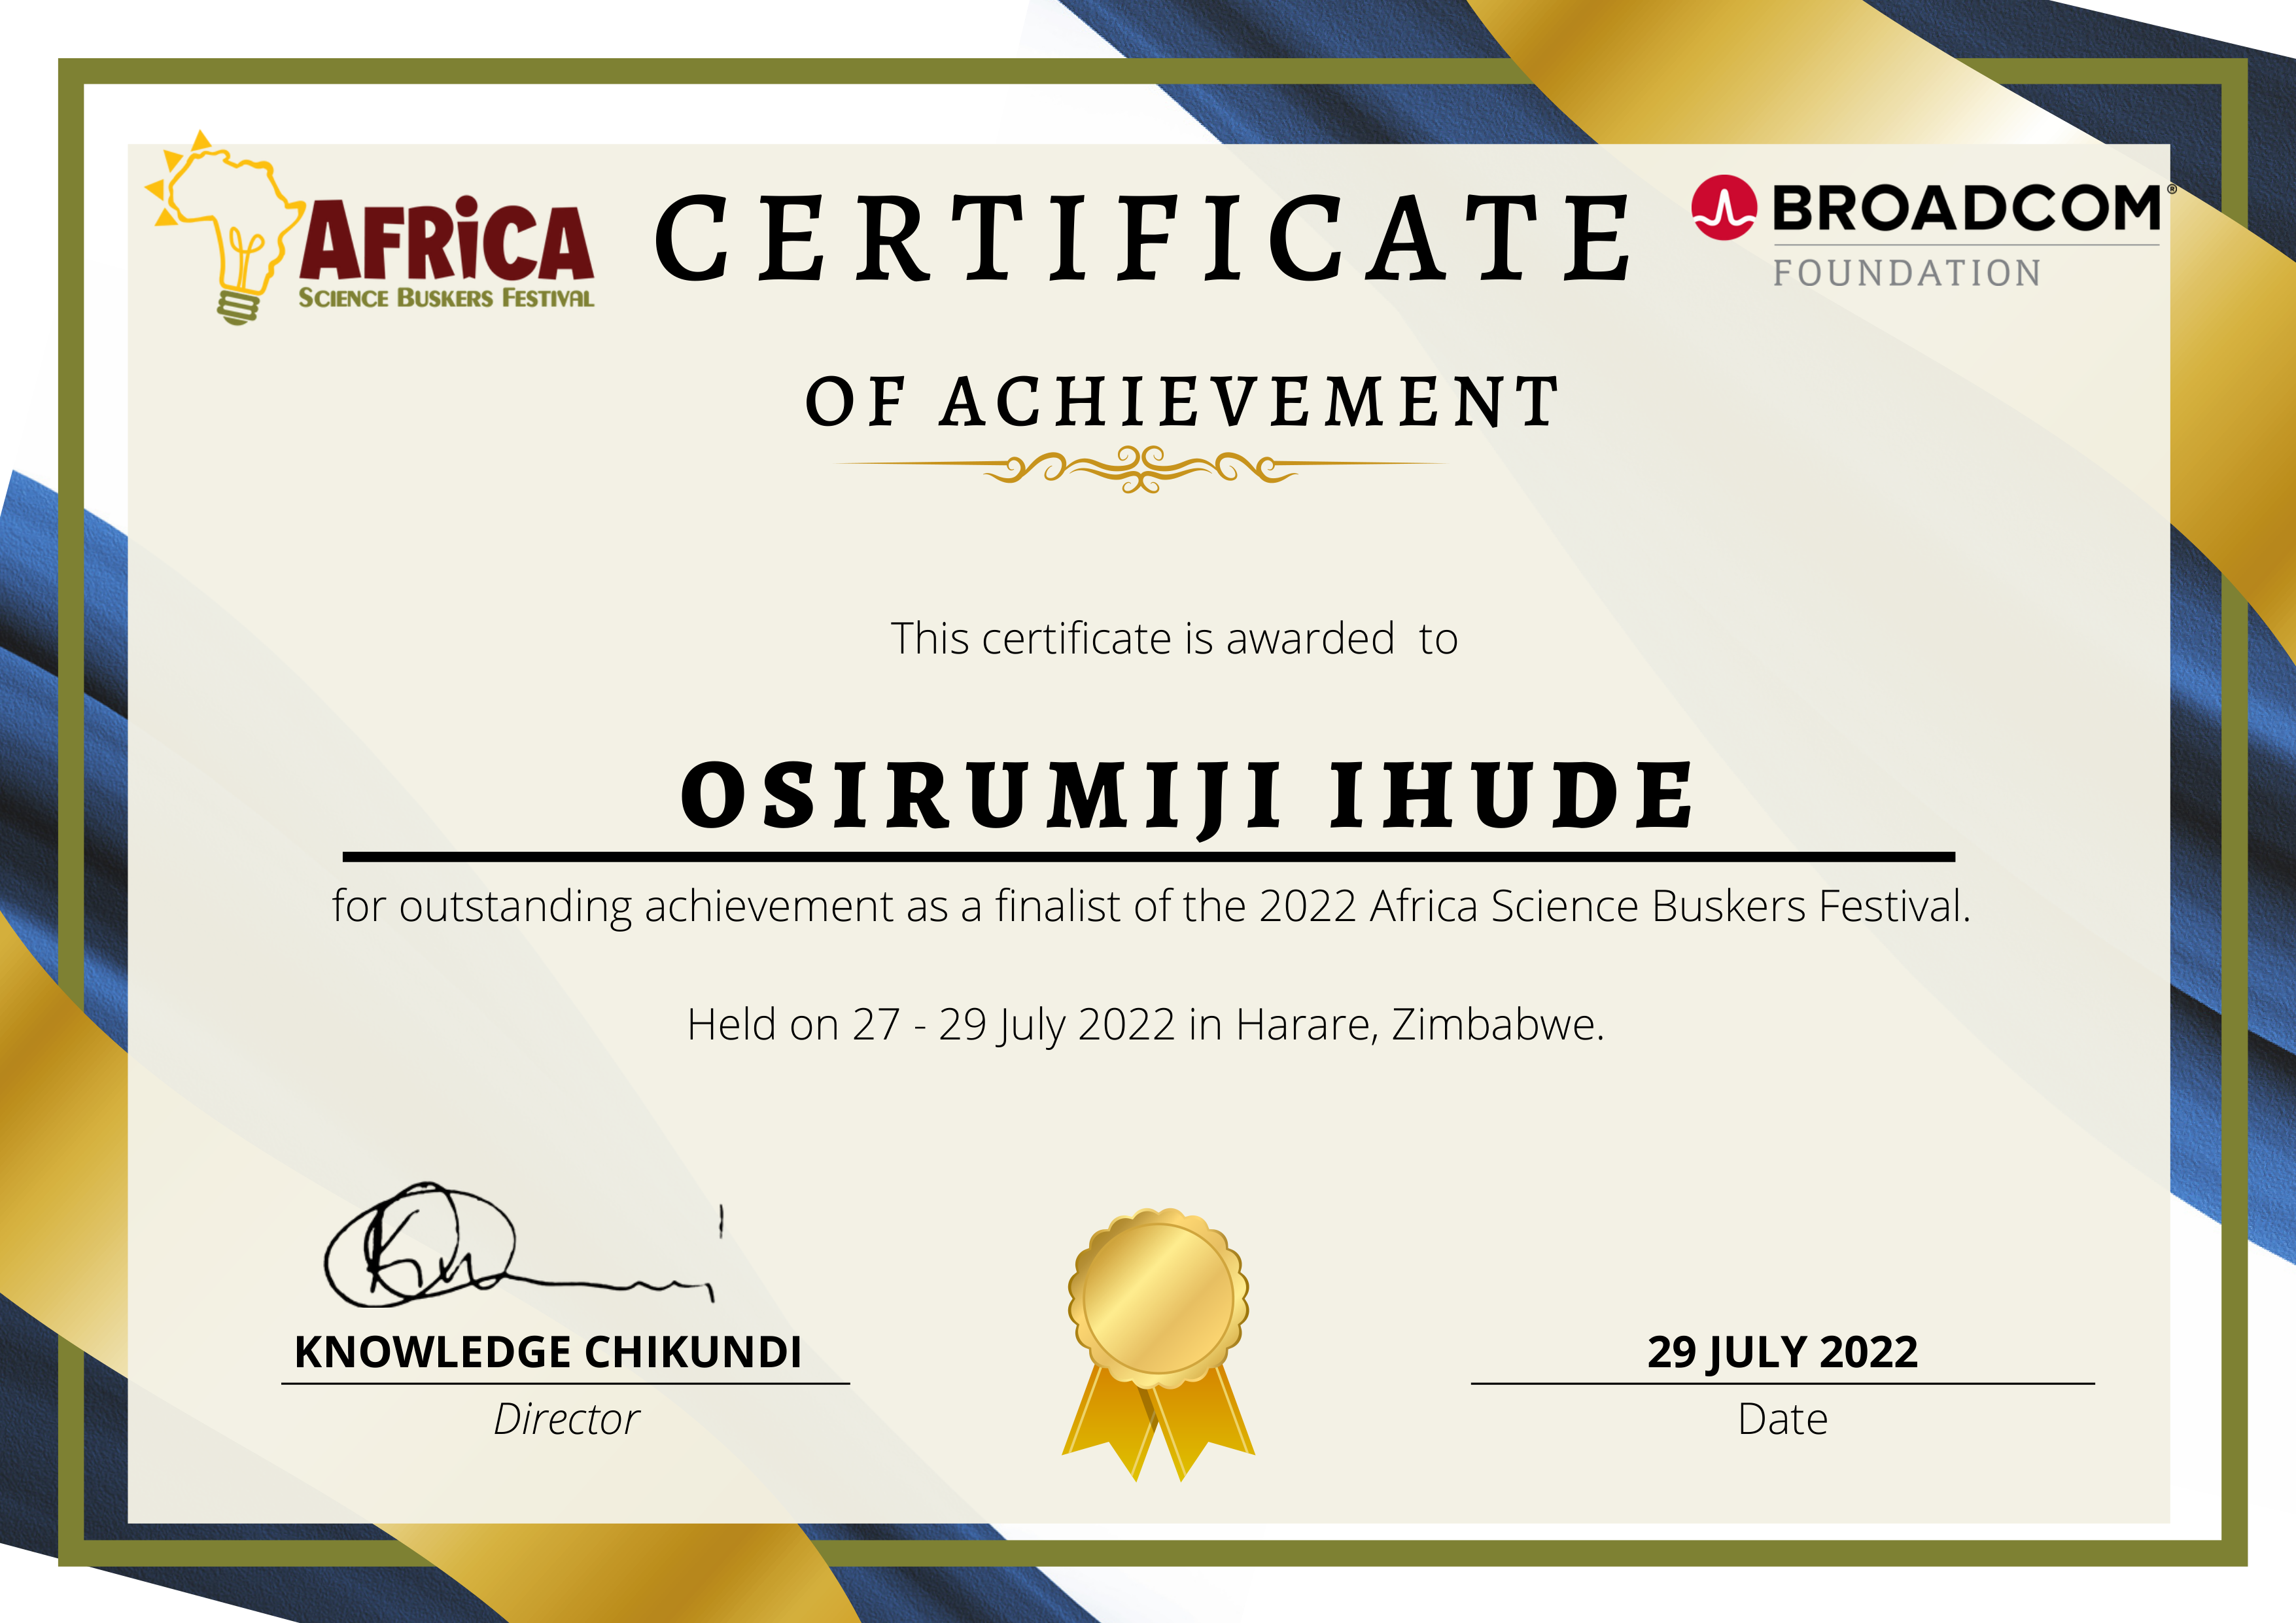 AFRiCA
SCIENCE BUSKERS FESTIVAL
CERTIFICATE
BROADCOM®
FOUNDATION
OF ACHIEVEMENT
This certificate is awarded to
OSIRUMIJI IHUDE
for outstanding achievement as a finalist of the 2022 Africa Science Buskers Festival.
Held on 27 - 29 July 2022 in Harare, Zimbabwe.
KNOWLEDGE CHIKUNDI
Director
29 JULY 2022
Date